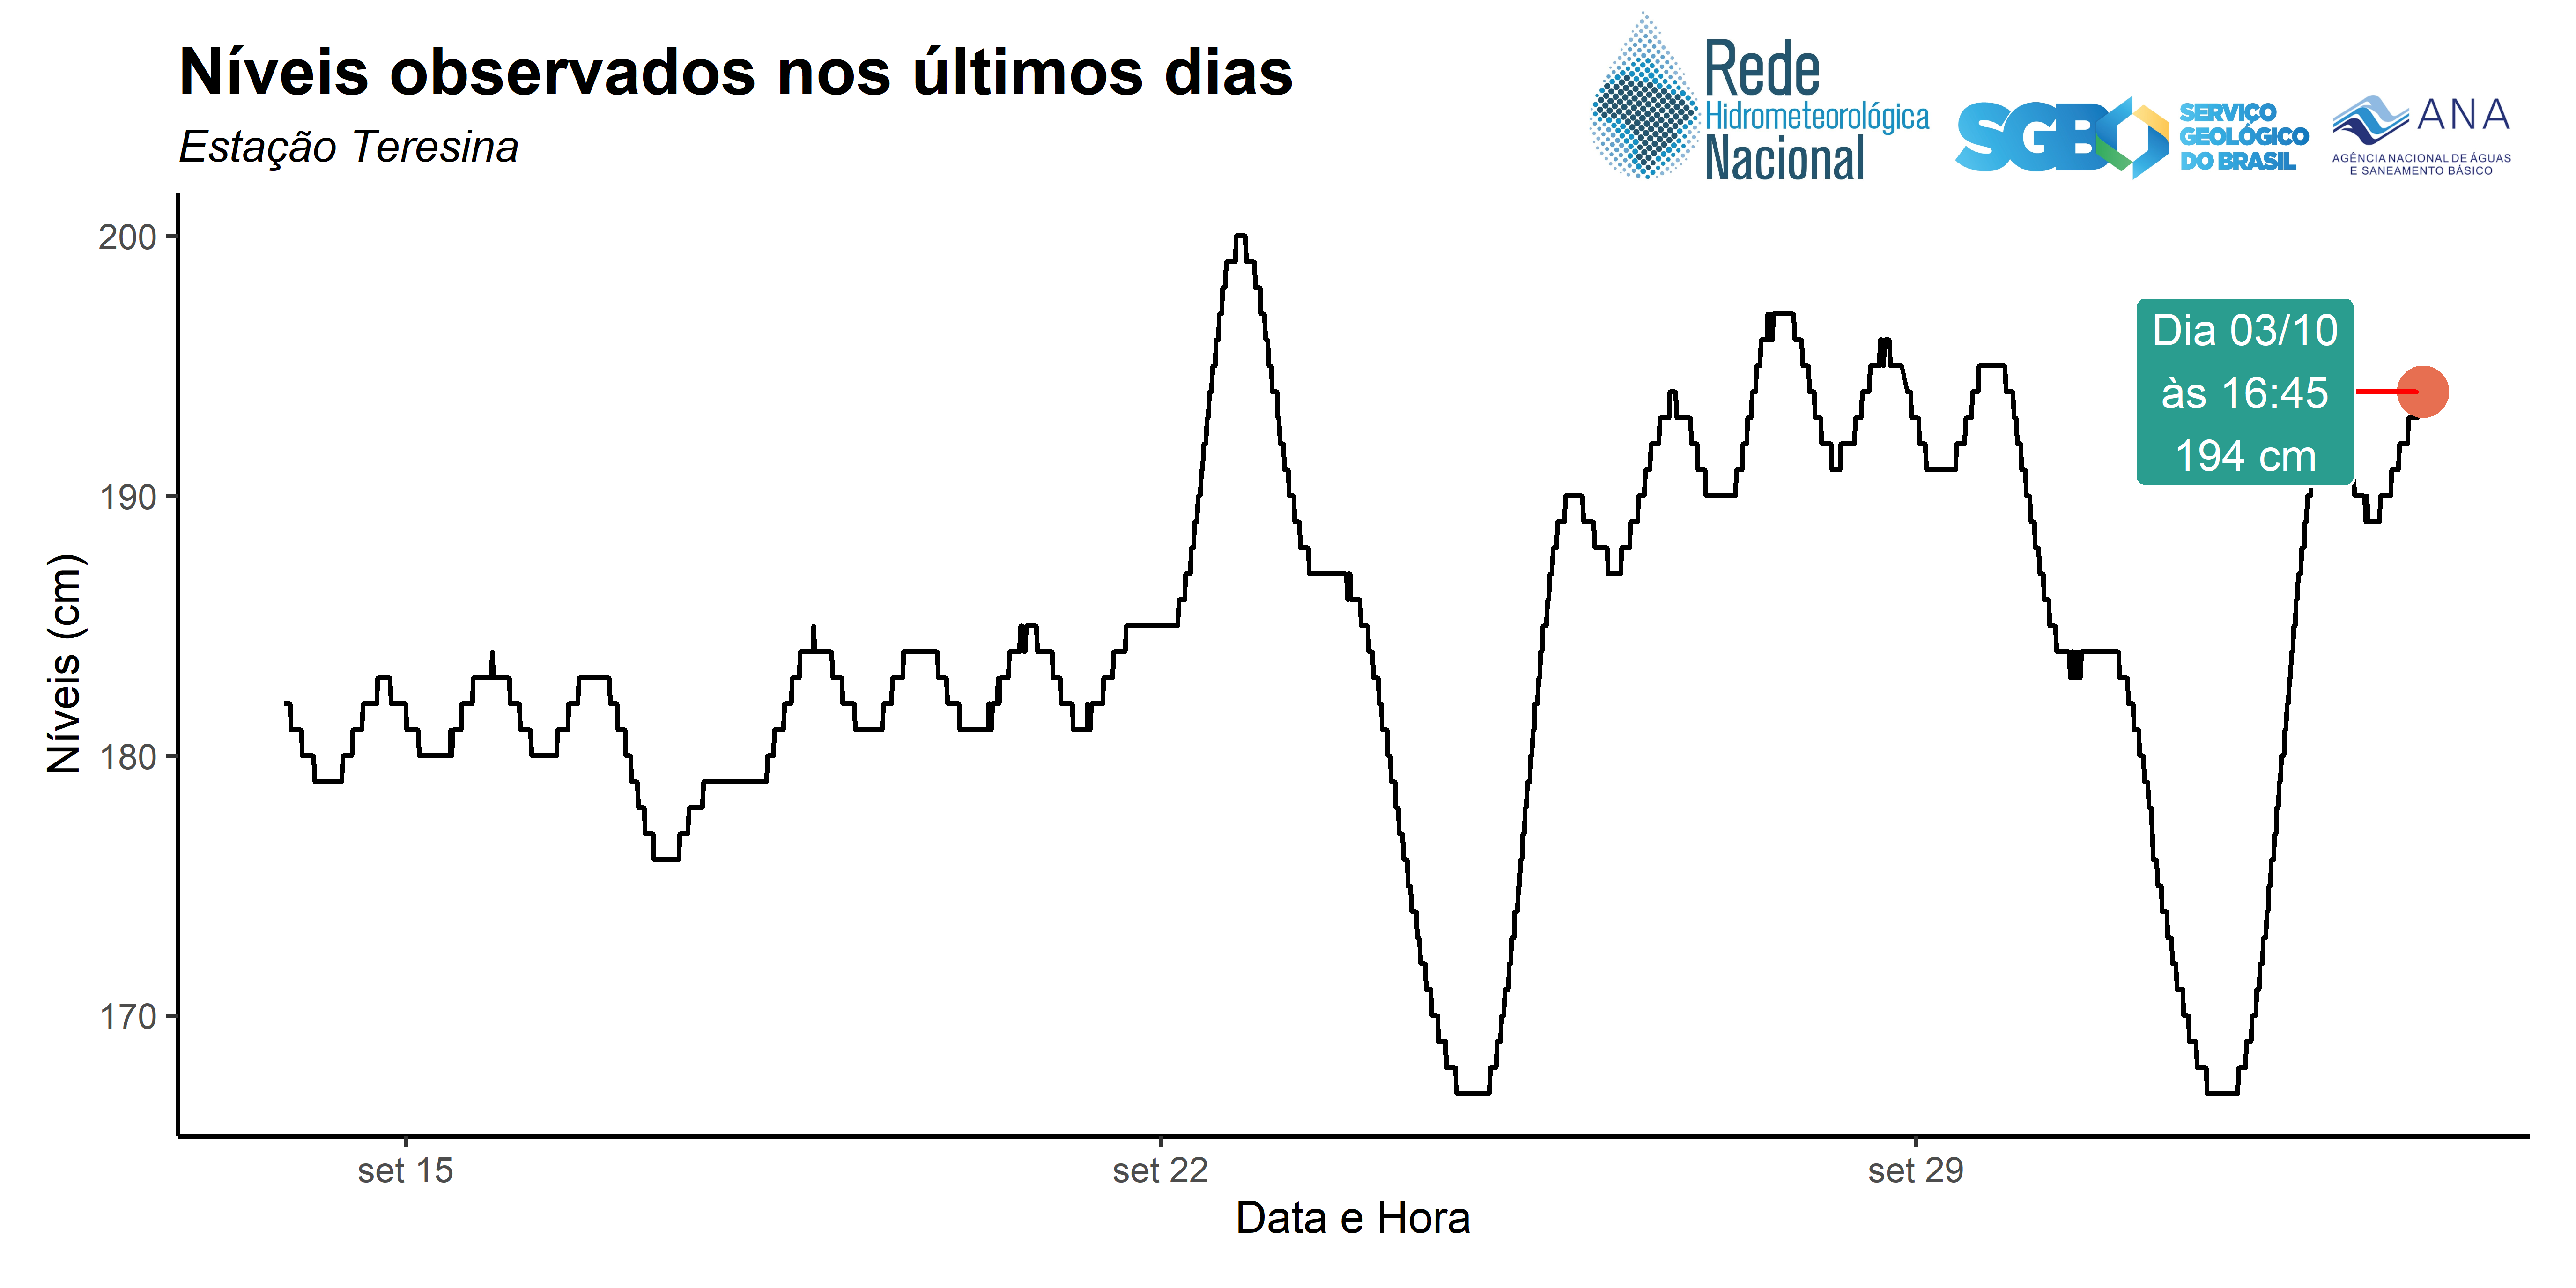 Níveis observados nos últimos dias
Estação Teresina
Rede
Hidrometeorológica
Nacional
SGB
SERVIÇO
GEOLÓGICO
DO BRASIL
ANA
AGÊNCIA NACIONAL DE ÁGUAS
E SANEAMENTO BÁSICO
200
190
180
170
Níveis (cm)
Dia 03/10
às 16:45
194 cm
set 15
set 22
set 29
Data e Hora